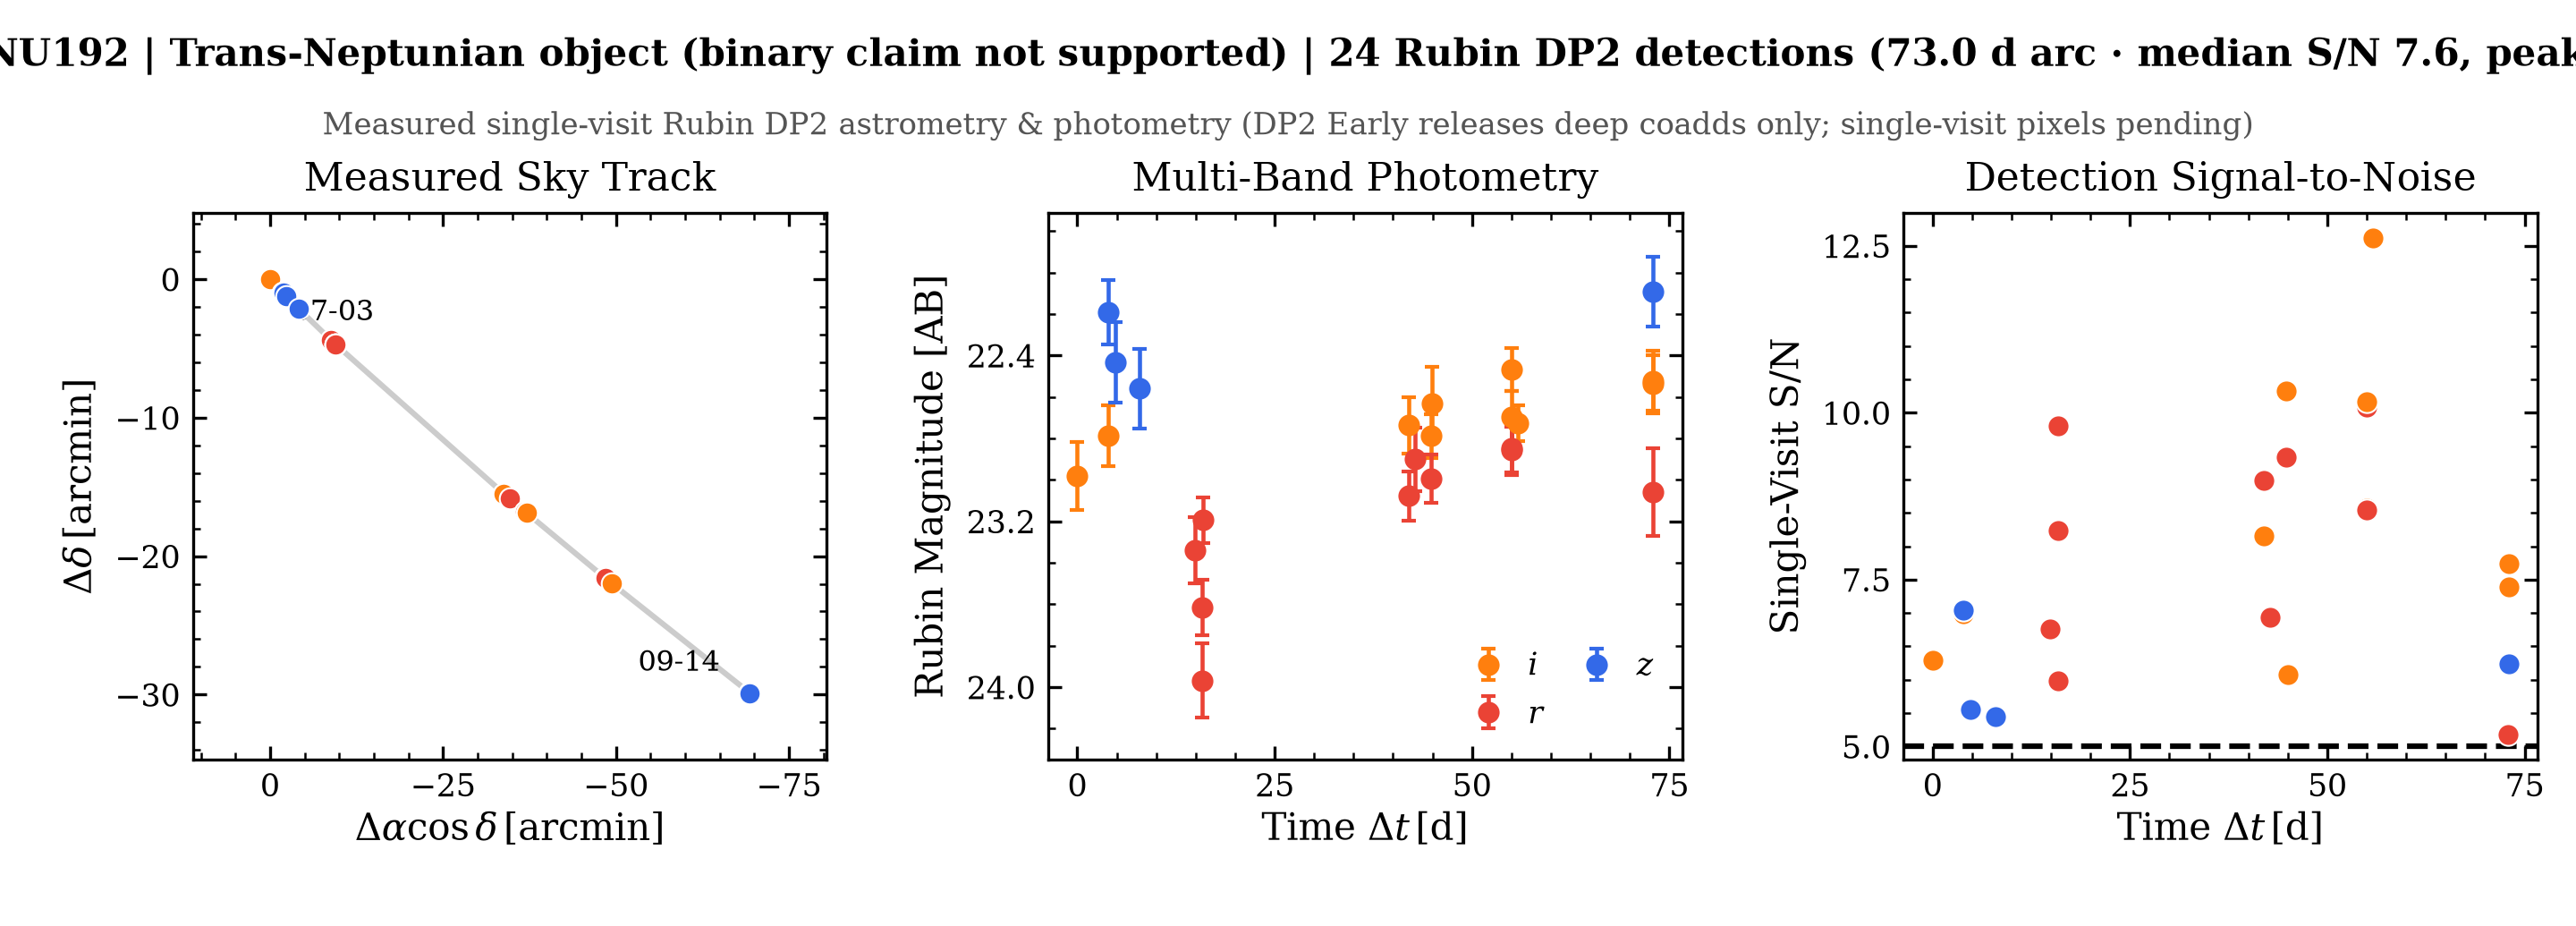 NU192 | Trans-Neptunian object (binary claim not supported) | 24 Rubin DP2 detections (73.0 d arc · median S/N 7.6, peak
Measured single-visit Rubin DP2 astrometry & photometry (DP2 Early releases deep coadds only; single-visit pixels pending)
Measured Sky Track
Δδ [arcmin]
0
−10
−20
−30
7-03
09-14
0
−25
−50
−75
Δαcos δ [arcmin]
Multi-Band Photometry
Rubin Magnitude [AB]
22.4
23.2
24.0
i
z
r
0
25
50
75
Time Δt [d]
Detection Signal-to-Noise
Single-Visit S/N
12.5
10.0
7.5
5.0
0
25
50
75
Time Δt [d]